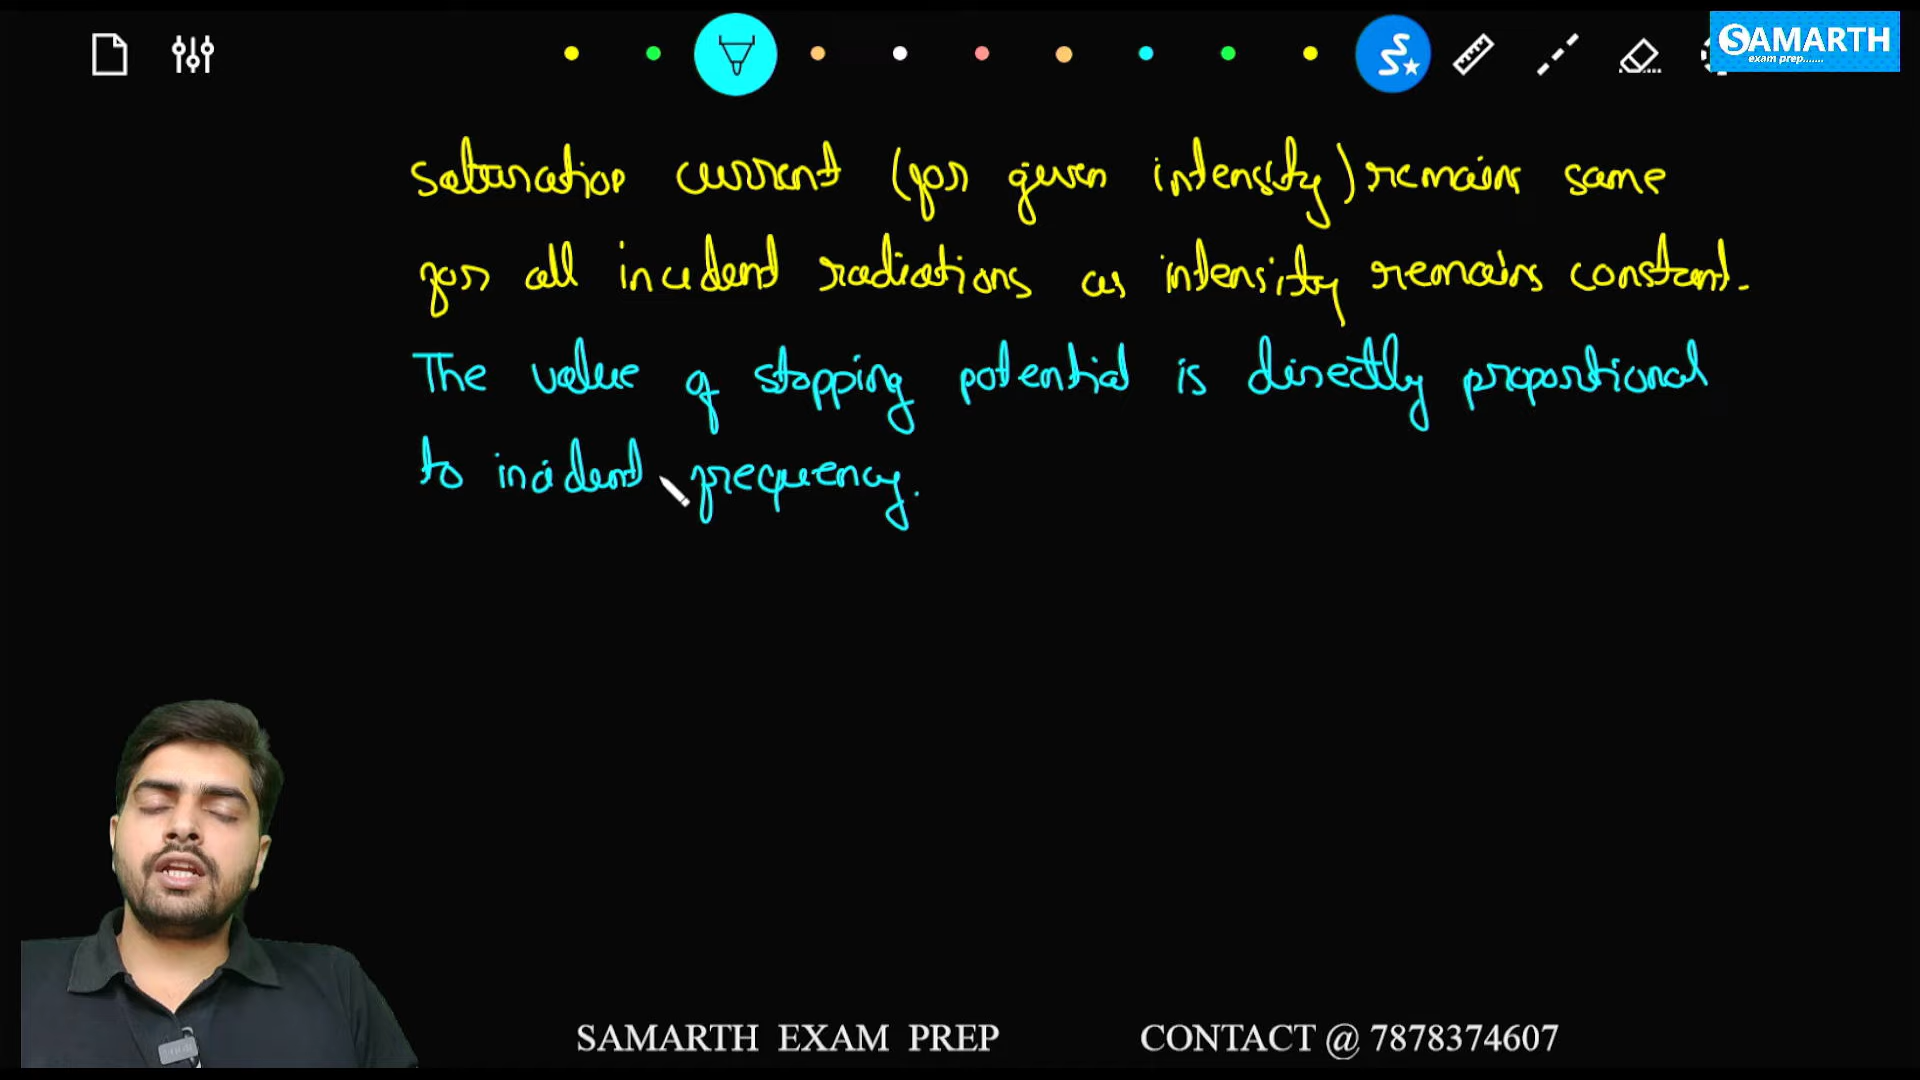 SAMARTH
exam prep......
saturation current (for given intensity) remains same
for all incident radiations as intensity remains constant.
The value of stopping potential is directly proportional
to incident frequency.
SAMARTH EXAM PREP CONTACT @ 7878374607